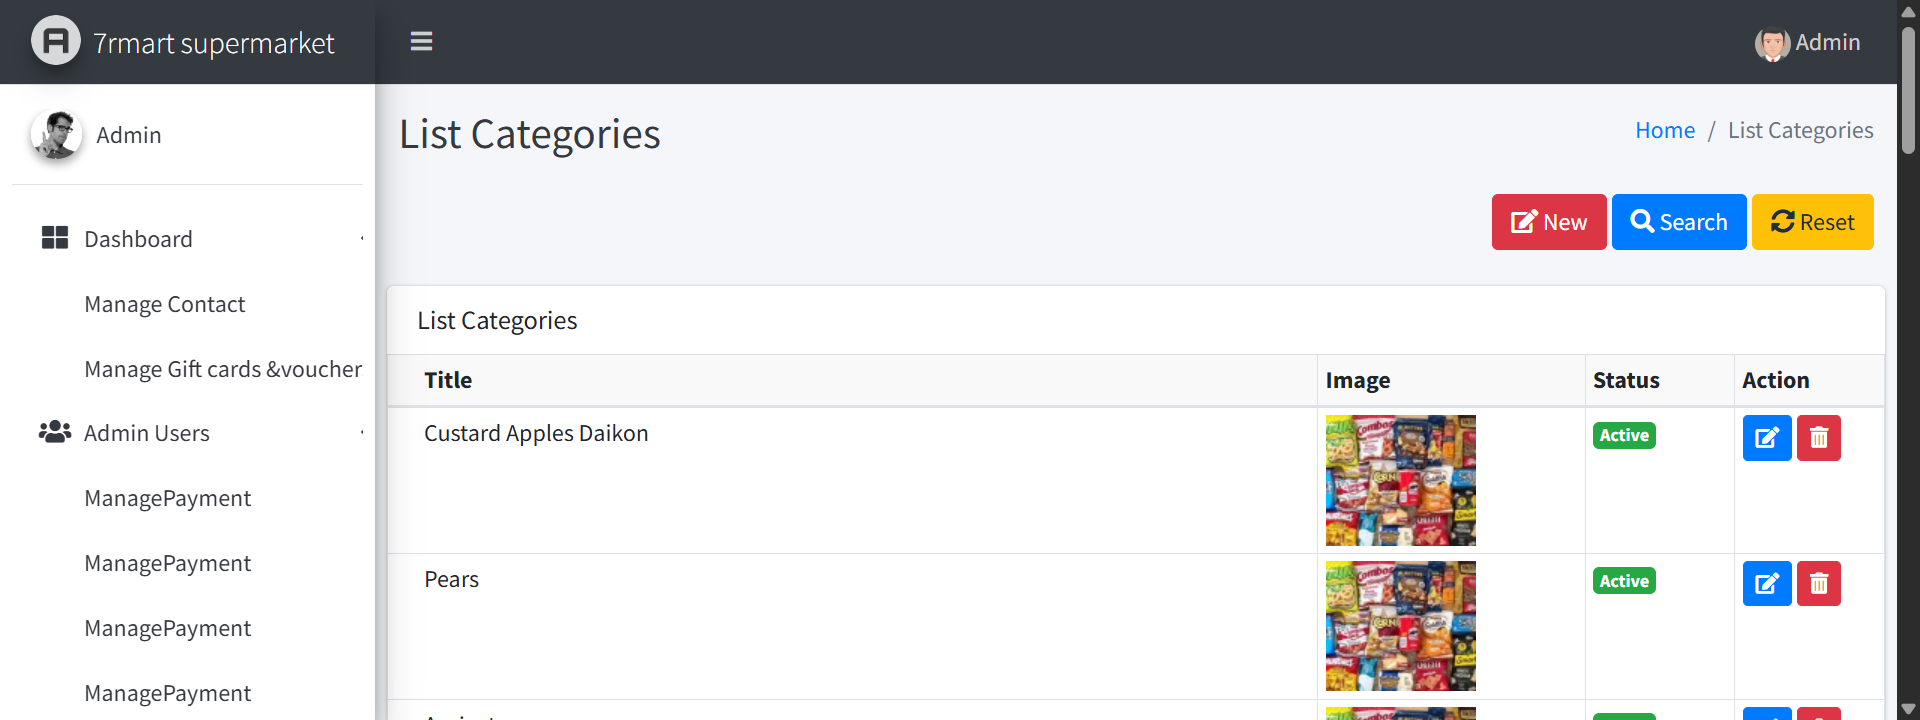 7rmart supermarket
Admin
Admin
List Categories
Home / List Categories
New
Search
Reset
Dashboard
Manage Contact
Manage Gift cards &voucher
Admin Users
ManagePayment
ManagePayment
ManagePayment
ManagePayment
List Categories
Title Image Status Action
Custard Apples Daikon Active
Pears Active